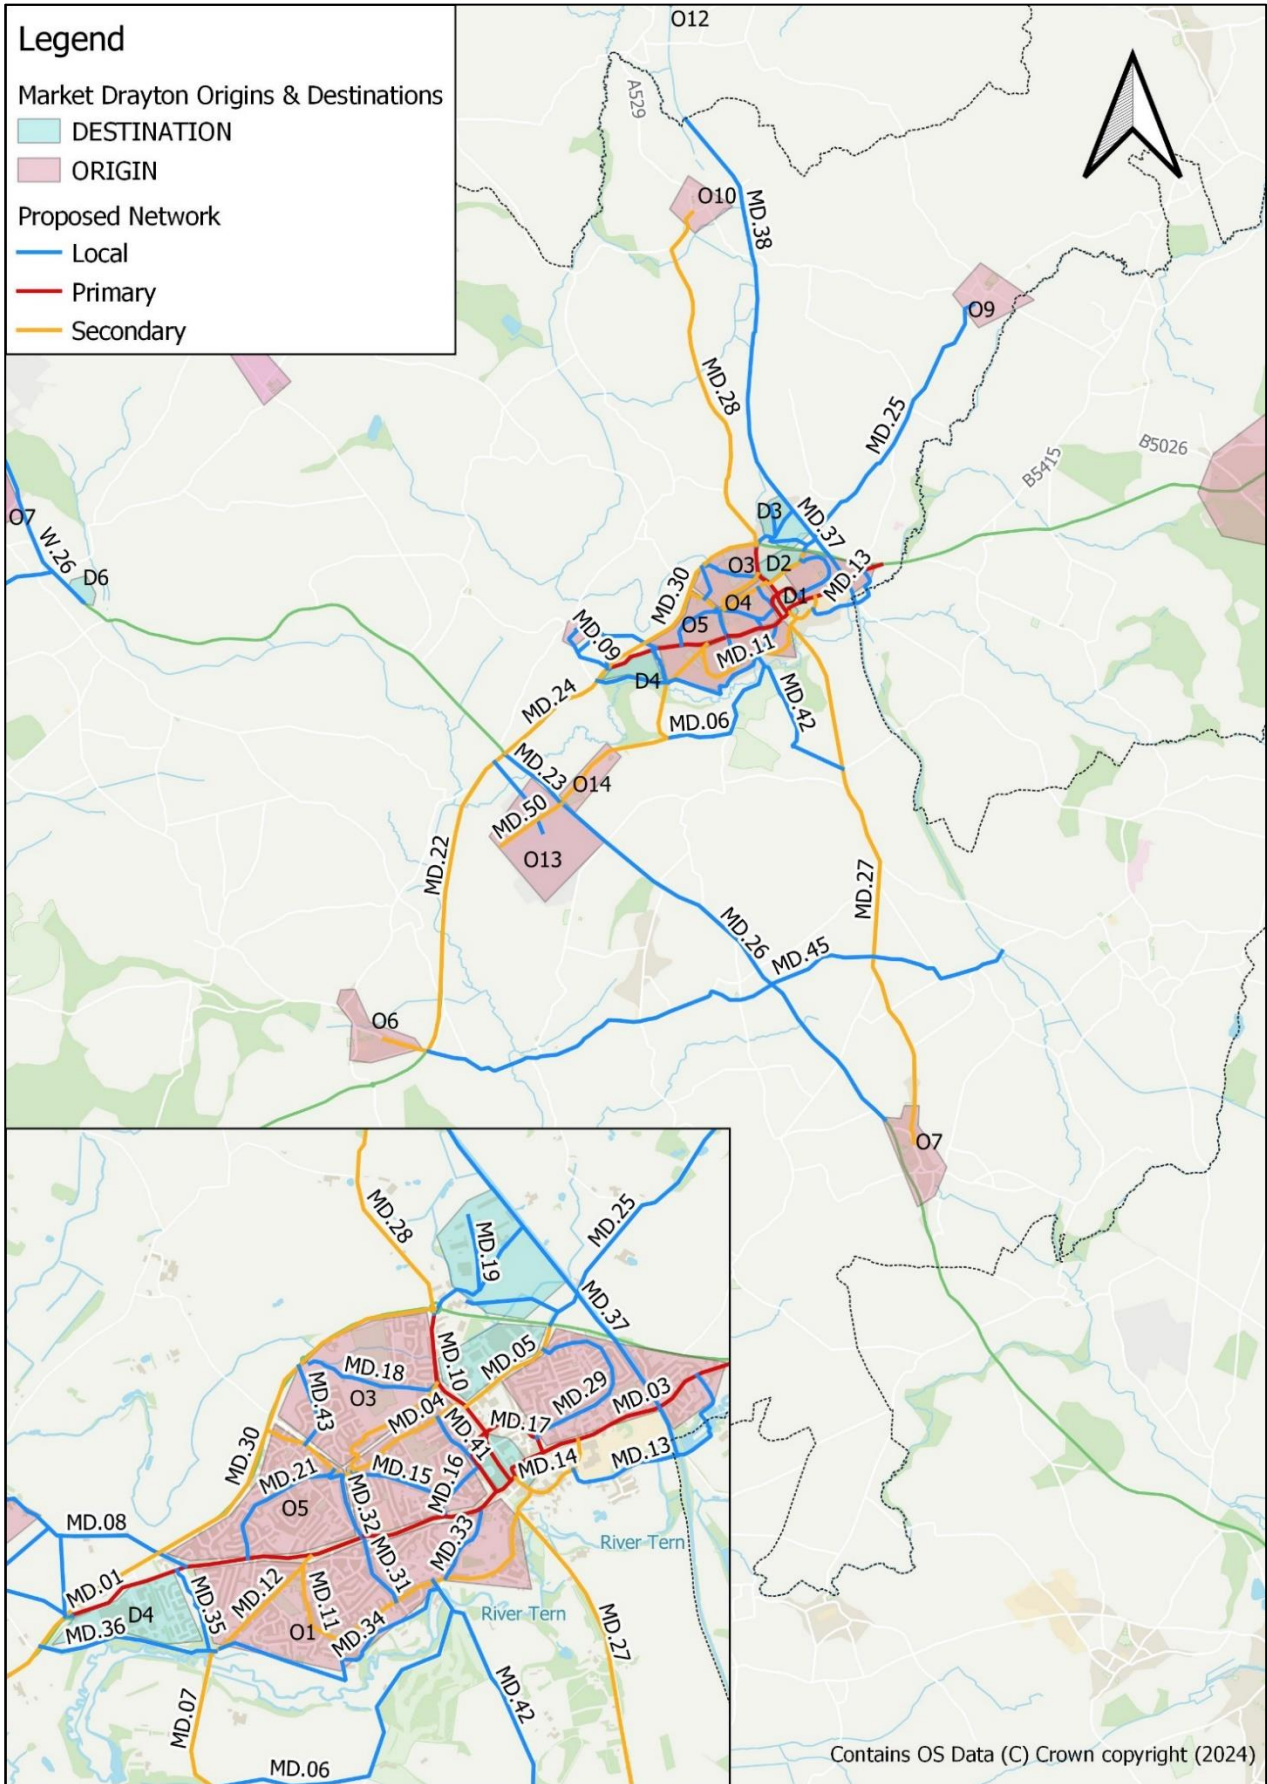 Legend
Market Drayton Origins & Destinations
DESTINATION
ORIGIN
Proposed Network
Local
Primary
Secondary
O12
A529
O10
MD.38
O9
MD.28
MD.25
B5415
B5026
O7
W.26
D6
D3
MD.37
O3
D2
MD.13
MD.30
O4
D1
O5
MD.09
MD.11
D4
MD.24
MD.42
MD.06
MD.23
O14
MD.50
O13
MD.22
MD.27
MD.26
MD.45
O6
O7
MD.28
MD.25
MD.19
MD.37
MD.10
MD.05
MD.18
O3
MD.29
MD.03
MD.43
MD.04
MD.17
MD.41
MD.30
MD.14
MD.13
MD.21
MD.15
MD.16
O5
MD.32
MD.33
MD.08
River Tern
MD.01
MD.12
MD.31
D4
MD.35
MD.11
River Tern
MD.36
O1
MD.34
MD.27
MD.42
MD.07
MD.06
Contains OS Data (C) Crown copyright (2024)